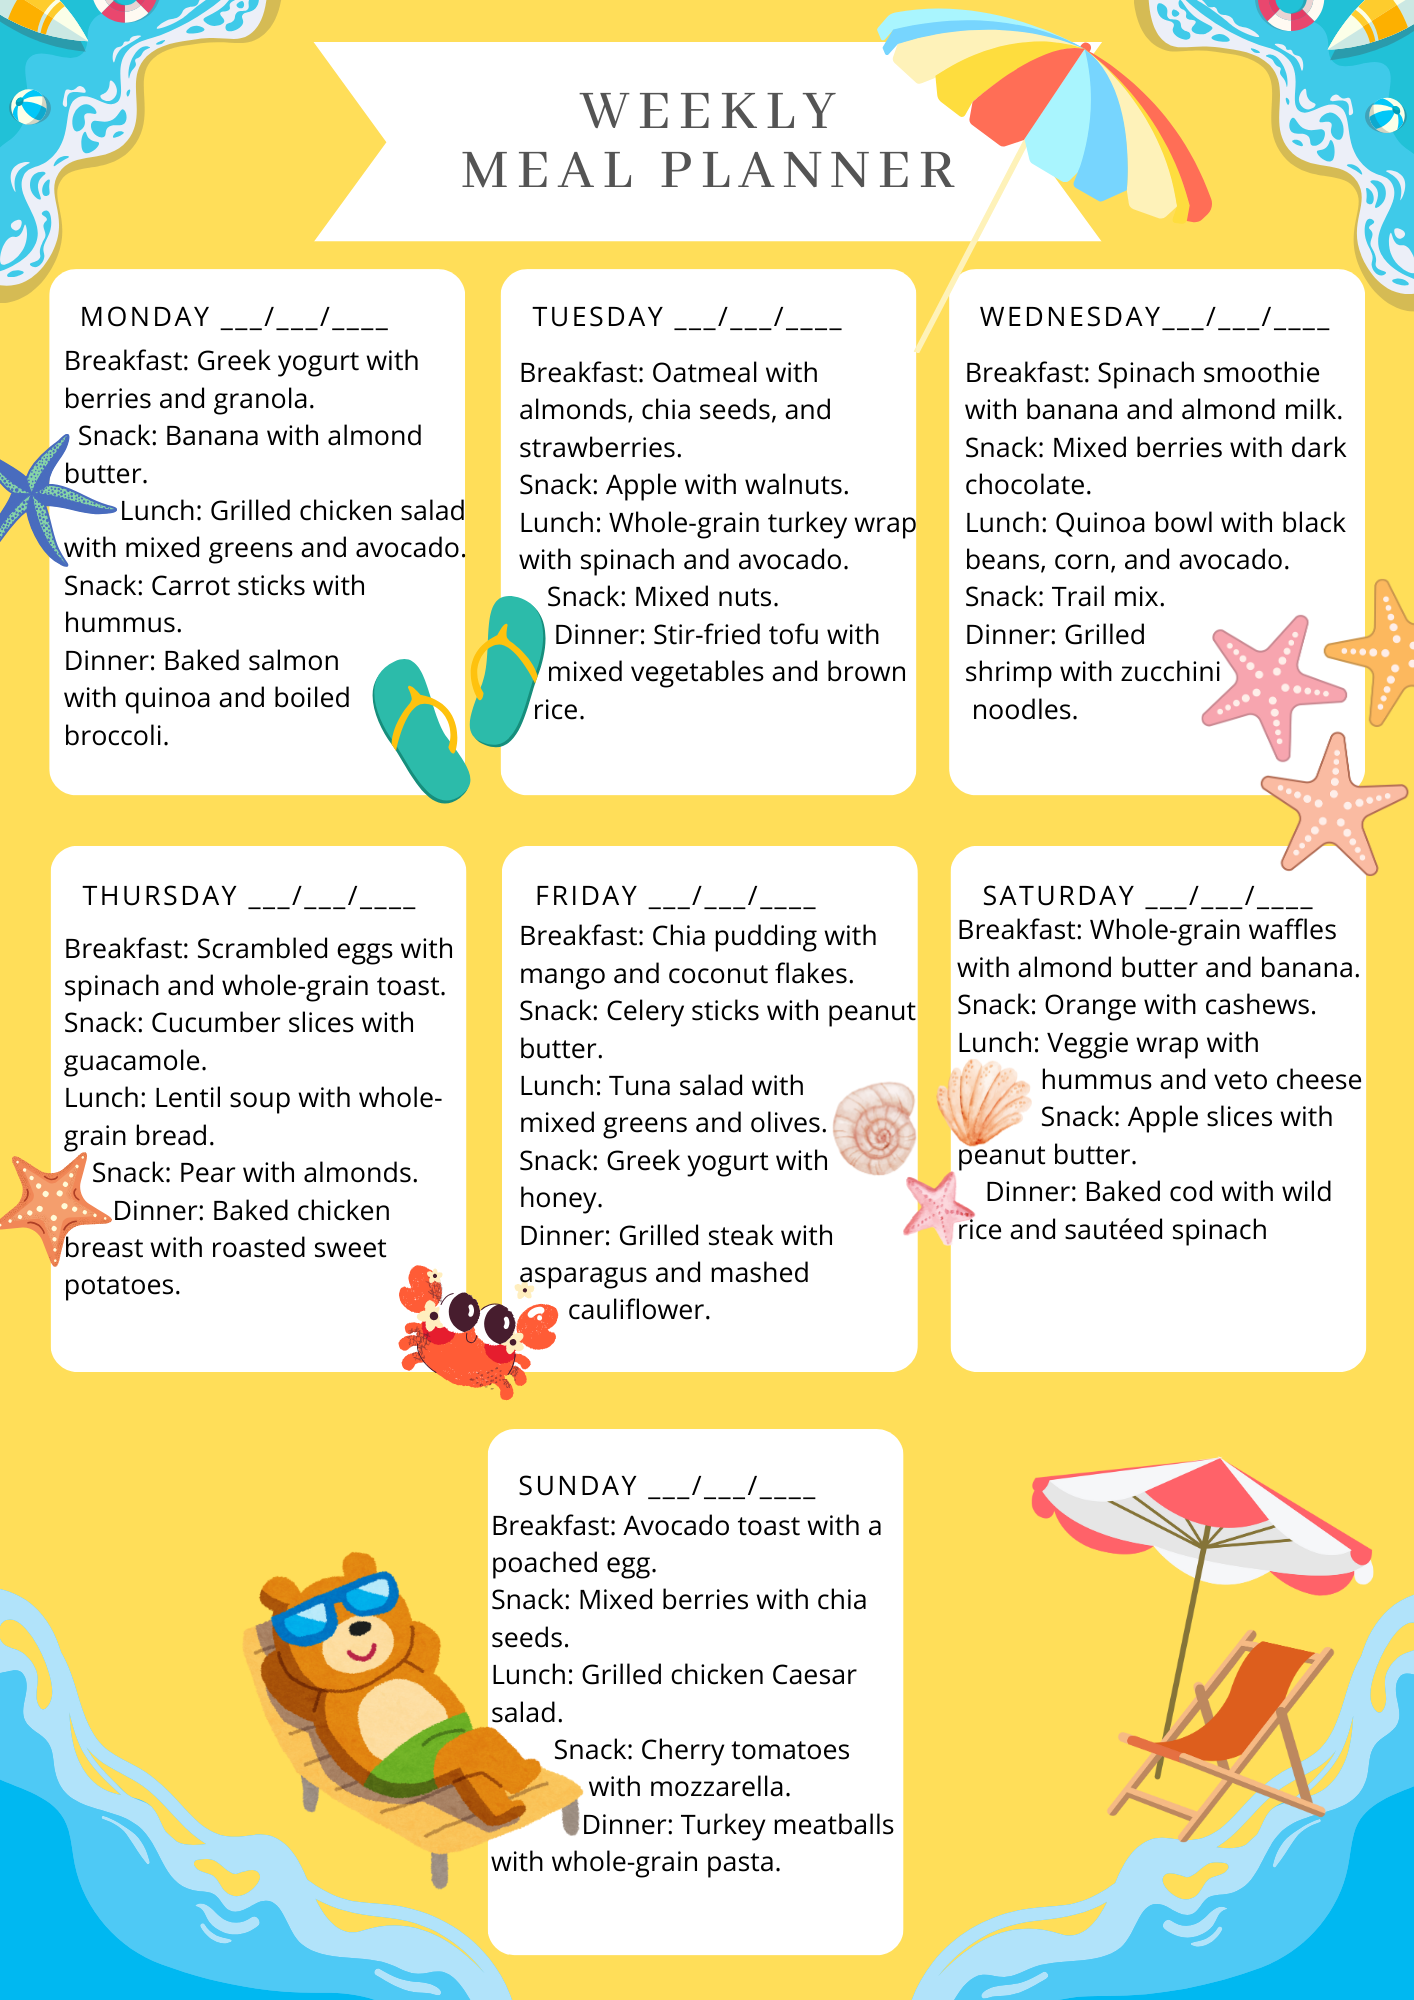 WEEKLY
MEAL PLANNER
MONDAY ___/___/____
Breakfast: Greek yogurt with
berries and granola.
Snack: Banana with almond
butter.
Lunch: Grilled chicken salad
with mixed greens and avocado.
Snack: Carrot sticks with
hummus.
Dinner: Baked salmon
with quinoa and boiled
broccoli.
TUESDAY ___/___/____
Breakfast: Oatmeal with
almonds, chia seeds, and
strawberries.
Snack: Apple with walnuts.
Lunch: Whole-grain turkey wrap
with spinach and avocado.
Snack: Mixed nuts.
Dinner: Stir-fried tofu with
mixed vegetables and brown
rice.
WEDNESDAY___/___/____
Breakfast: Spinach smoothie
with banana and almond milk.
Snack: Mixed berries with dark
chocolate.
Lunch: Quinoa bowl with black
beans, corn, and avocado.
Snack: Trail mix.
Dinner: Grilled
shrimp with zucchini
noodles.
THURSDAY ___/___/____
Breakfast: Scrambled eggs with
spinach and whole-grain toast.
Snack: Cucumber slices with
guacamole.
Lunch: Lentil soup with whole-
grain bread.
Snack: Pear with almonds.
Dinner: Baked chicken
breast with roasted sweet
potatoes.
FRIDAY ___/___/____
Breakfast: Chia pudding with
mango and coconut flakes.
Snack: Celery sticks with peanut
butter.
Lunch: Tuna salad with
mixed greens and olives.
Snack: Greek yogurt with
honey.
Dinner: Grilled steak with
asparagus and mashed
cauliflower.
SATURDAY ___/___/____
Breakfast: Whole-grain waffles
with almond butter and banana.
Snack: Orange with cashews.
Lunch: Veggie wrap with
hummus and veto cheese
Snack: Apple slices with
peanut butter.
Dinner: Baked cod with wild
rice and sautéed spinach
SUNDAY ___/___/____
Breakfast: Avocado toast with a
poached egg.
Snack: Mixed berries with chia
seeds.
Lunch: Grilled chicken Caesar
salad.
Snack: Cherry tomatoes
with mozzarella.
Dinner: Turkey meatballs
with whole-grain pasta.